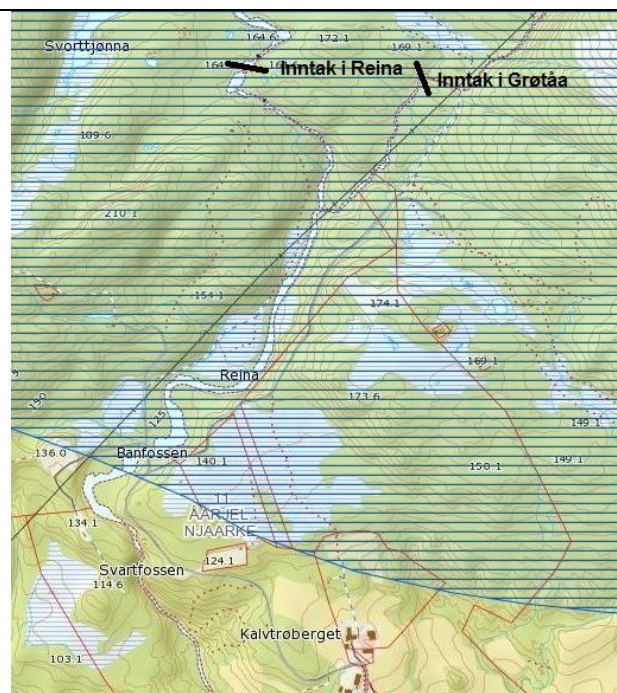 164.6
172.1
169.1
Svorttjønna
Inntak i Reina
Inntak i Grøtåa
189.6
210.1
154.1
174.1
169.1
Reina
173.6
150
125
149.1
136.0
Banfossen
140.1
150.1
149.1
11
ÅARJEL-
NJAARKE
134.1
Svartfossen
124.1
114.6
Kalvtrøberget
103.1